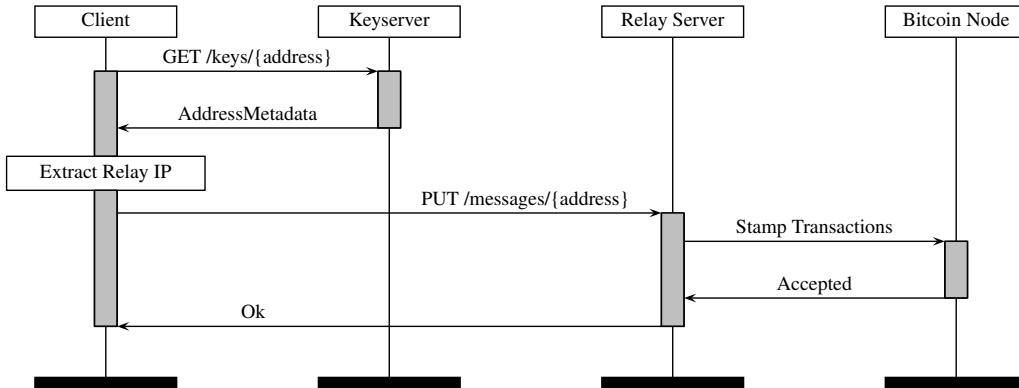 Client
Keyserver
Relay Server
Bitcoin Node
GET /keys/{address}
AddressMetadata
Extract Relay IP
PUT /messages/{address}
Stamp Transactions
Accepted
Ok